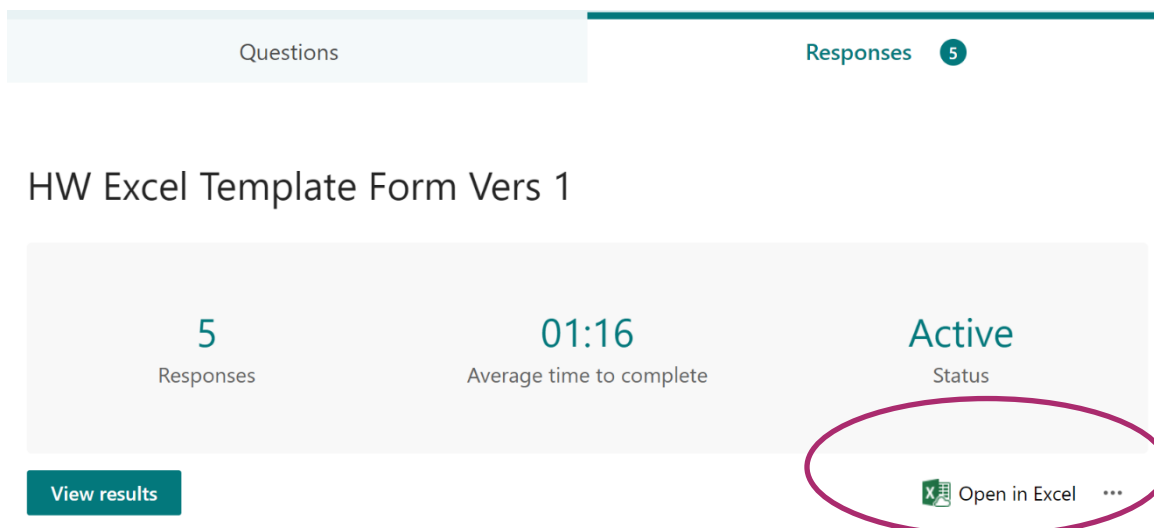 Questions
Responses 5
HW Excel Template Form Vers 1
5 01:16 Active
Responses Average time to complete Status
View results Open in Excel ...